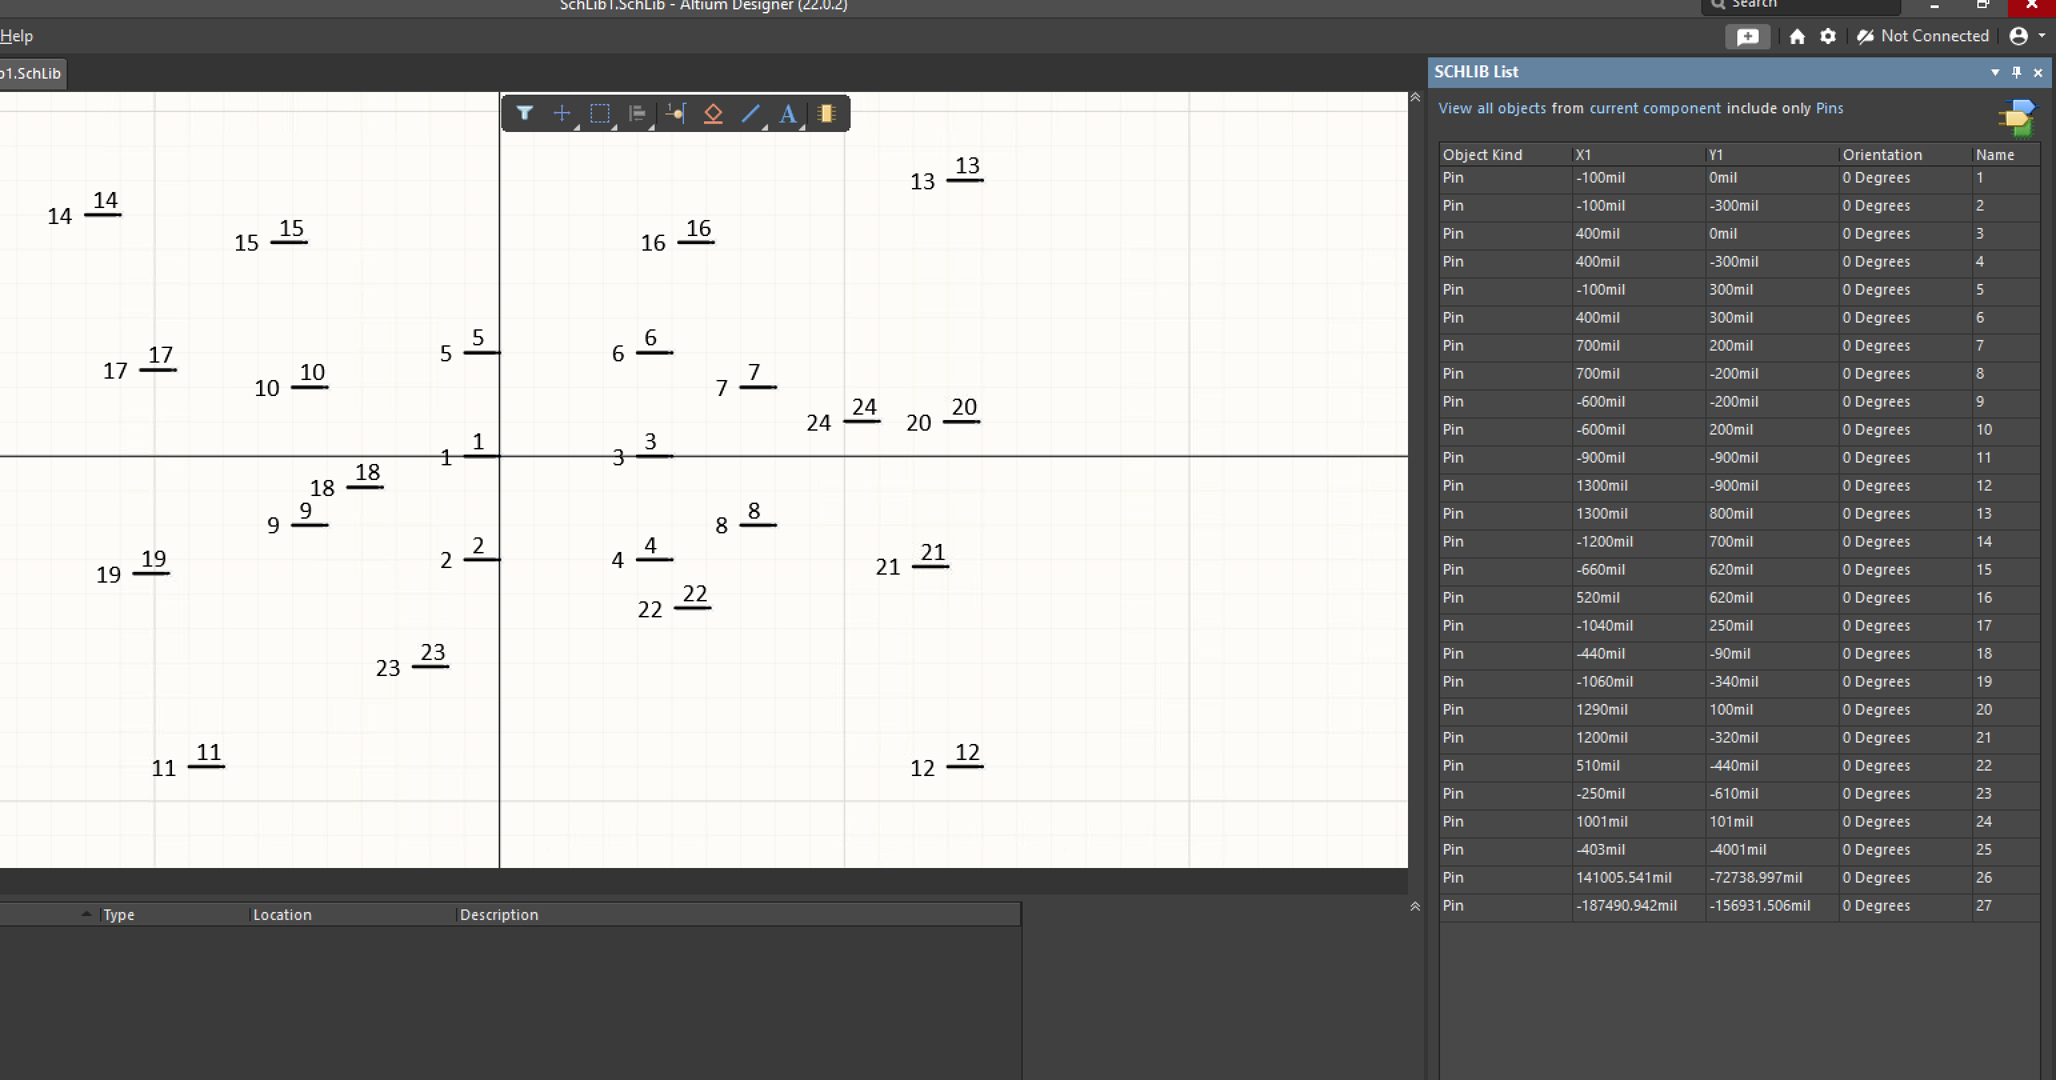 SchLib1.SchLib - Altium Designer (22.0.2)
Search
Help
Not Connected
o1.SchLib
SCHLIB List
View all objects from current component include only Pins
Object Kind X1 Y1 Orientation Name
Pin -100mil 0mil 0 Degrees 1
Pin -100mil -300mil 0 Degrees 2
Pin 400mil 0mil 0 Degrees 3
Pin 400mil -300mil 0 Degrees 4
Pin -100mil 300mil 0 Degrees 5
Pin 400mil 300mil 0 Degrees 6
Pin 700mil 200mil 0 Degrees 7
Pin 700mil -200mil 0 Degrees 8
Pin -600mil -200mil 0 Degrees 9
Pin -600mil 200mil 0 Degrees 10
Pin -900mil -900mil 0 Degrees 11
Pin 1300mil -900mil 0 Degrees 12
Pin 1300mil 800mil 0 Degrees 13
Pin -1200mil 700mil 0 Degrees 14
Pin -660mil 620mil 0 Degrees 15
Pin 520mil 620mil 0 Degrees 16
Pin -1040mil 250mil 0 Degrees 17
Pin -440mil -90mil 0 Degrees 18
Pin -1060mil -340mil 0 Degrees 19
Pin 1290mil 100mil 0 Degrees 20
Pin 1200mil -320mil 0 Degrees 21
Pin 510mil -440mil 0 Degrees 22
Pin -250mil -610mil 0 Degrees 23
Pin 1001mil 101mil 0 Degrees 24
Pin -403mil -4001mil 0 Degrees 25
Pin 141005.541mil -72738.997mil 0 Degrees 26
Pin -187490.942mil -156931.506mil 0 Degrees 27
A
13 13
14 14
15 15
16 16
5 5
6 6
17 17
10 10
7 7
24 24
20 20
1 1
3 3
18 18
9 9
8 8
2 2
4 4
19 19
21 21
22 22
23 23
11 11
12 12
Type Location Description